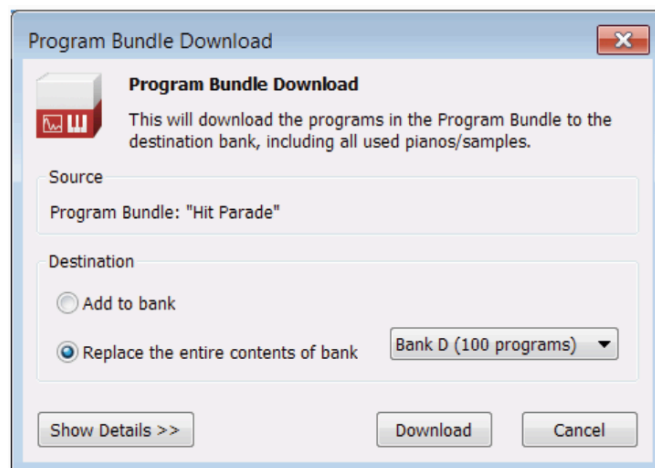 Program Bundle Download
Program Bundle Download
This will download the programs in the Program Bundle to the
destination bank, including all used pianos/samples.
Source
Program Bundle: "Hit Parade"
Destination
Add to bank
Replace the entire contents of bank
Bank D (100 programs)
Show Details >>
Download
Cancel